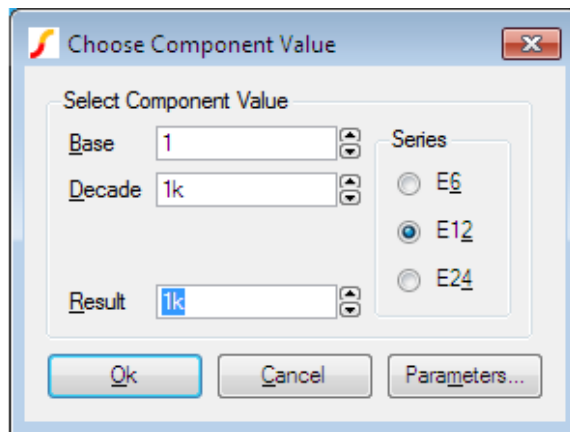 Choose Component Value
Select Component Value
Base 1
Decade 1k
Result 1k
Series
E6
E12
E24
Ok
Cancel
Parameters...